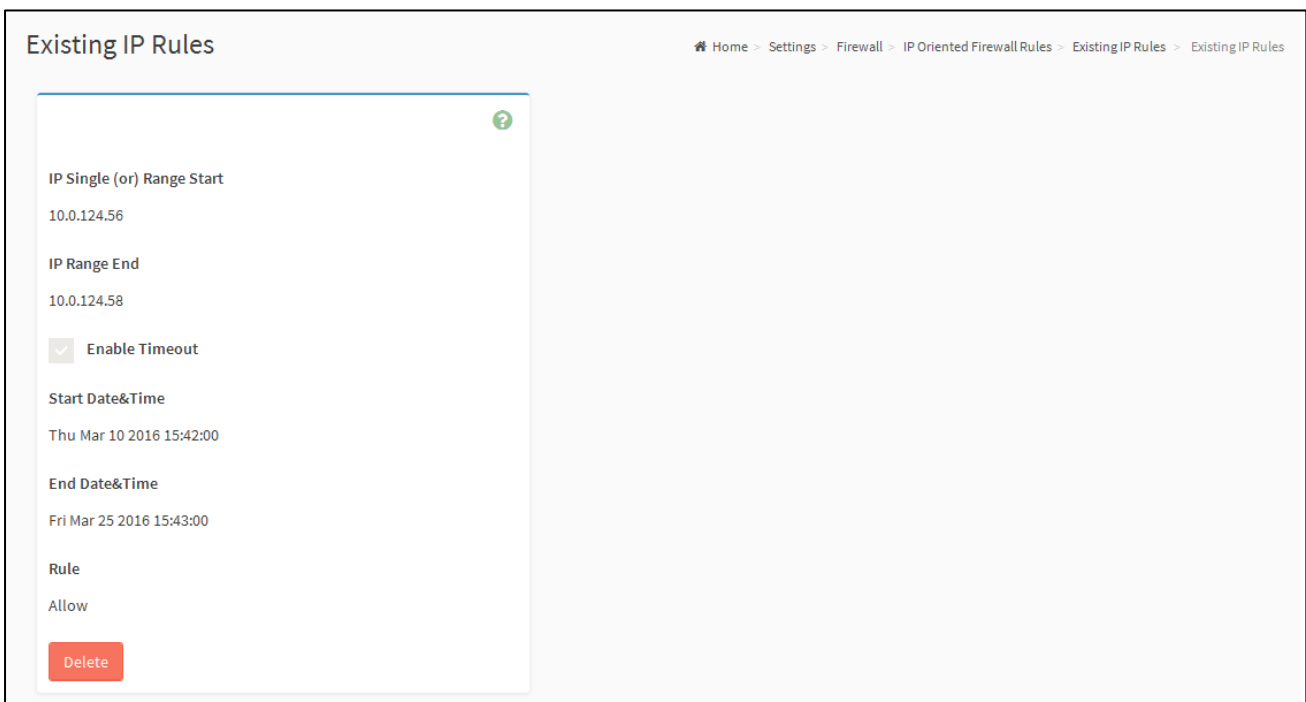 Existing IP Rules
Home > Settings > Firewall > IP Oriented Firewall Rules > Existing IP Rules > Existing IP Rules
?
IP Single (or) Range Start
10.0.124.56
IP Range End
10.0.124.58
Enable Timeout
Start Date&Time
Thu Mar 10 2016 15:42:00
End Date&Time
Fri Mar 25 2016 15:43:00
Rule
Allow
Delete